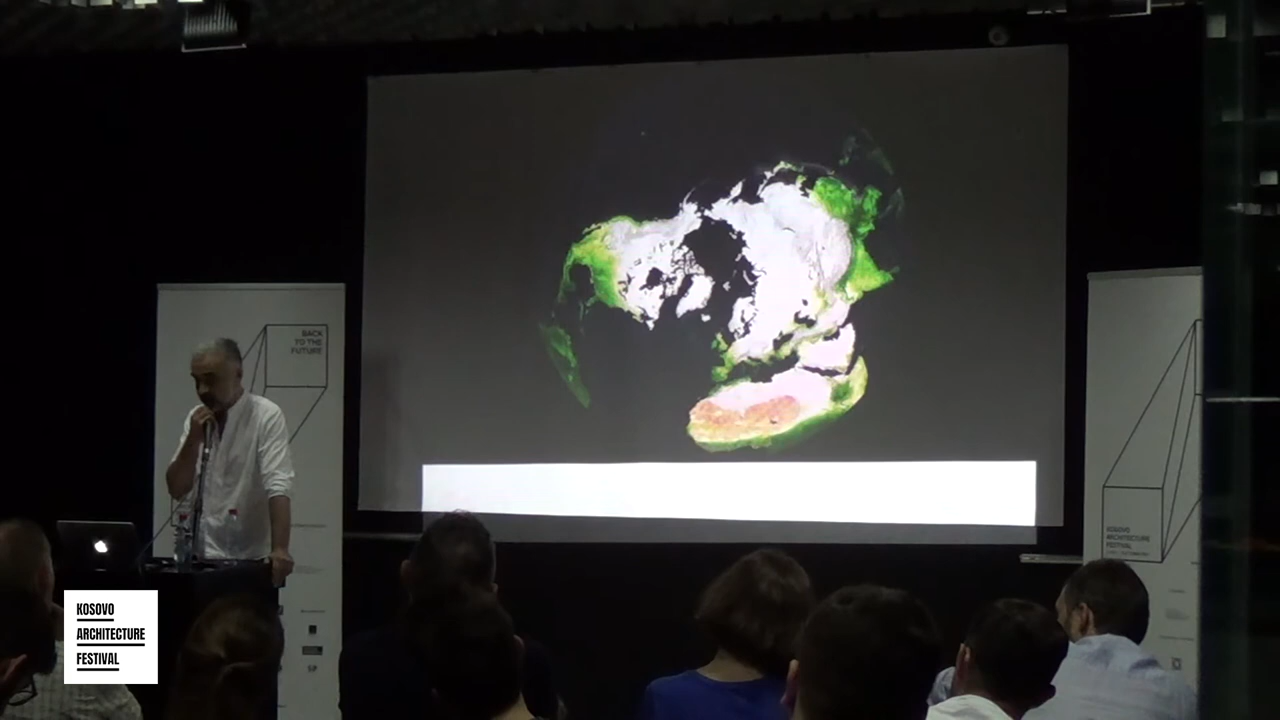 BACK
TO THE
FUTURE
KOSOVO
ARCHITECTURE
FESTIVAL
KOSOVO
ARCHITECTURE
FESTIVAL